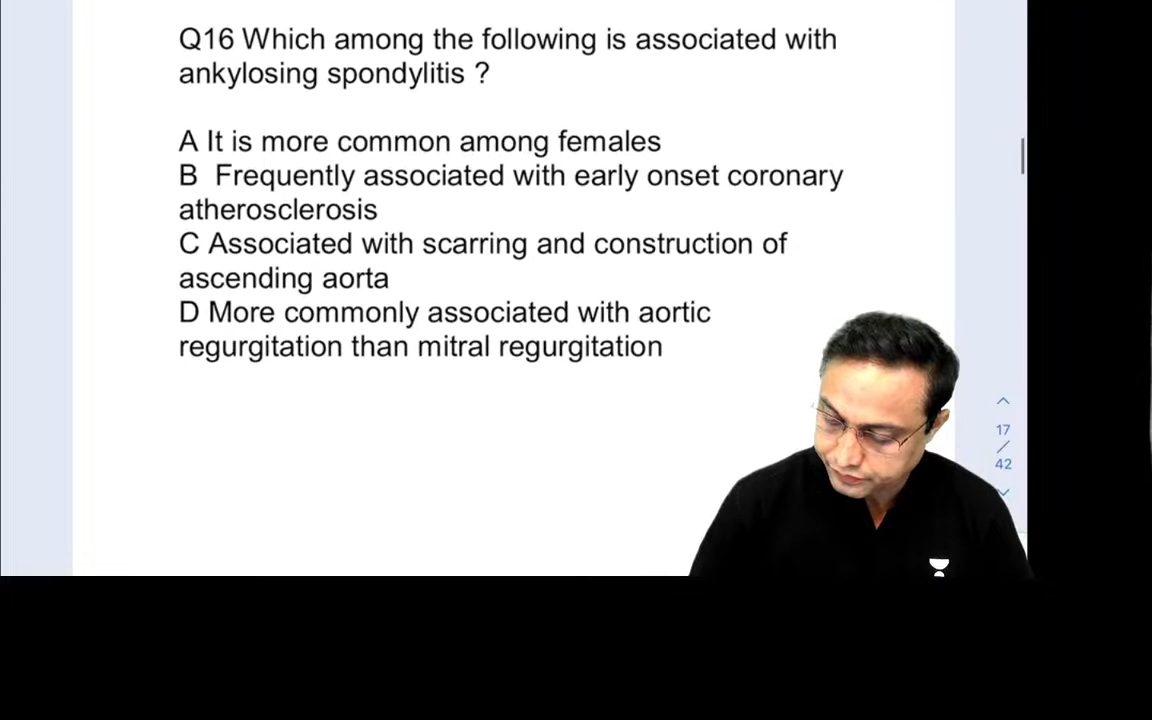 Q16 Which among the following is associated with
ankylosing spondylitis ?
A It is more common among females
B  Frequently associated with early onset coronary
atherosclerosis
C Associated with scarring and construction of
ascending aorta
D More commonly associated with aortic
regurgitation than mitral regurgitation
17
/
42